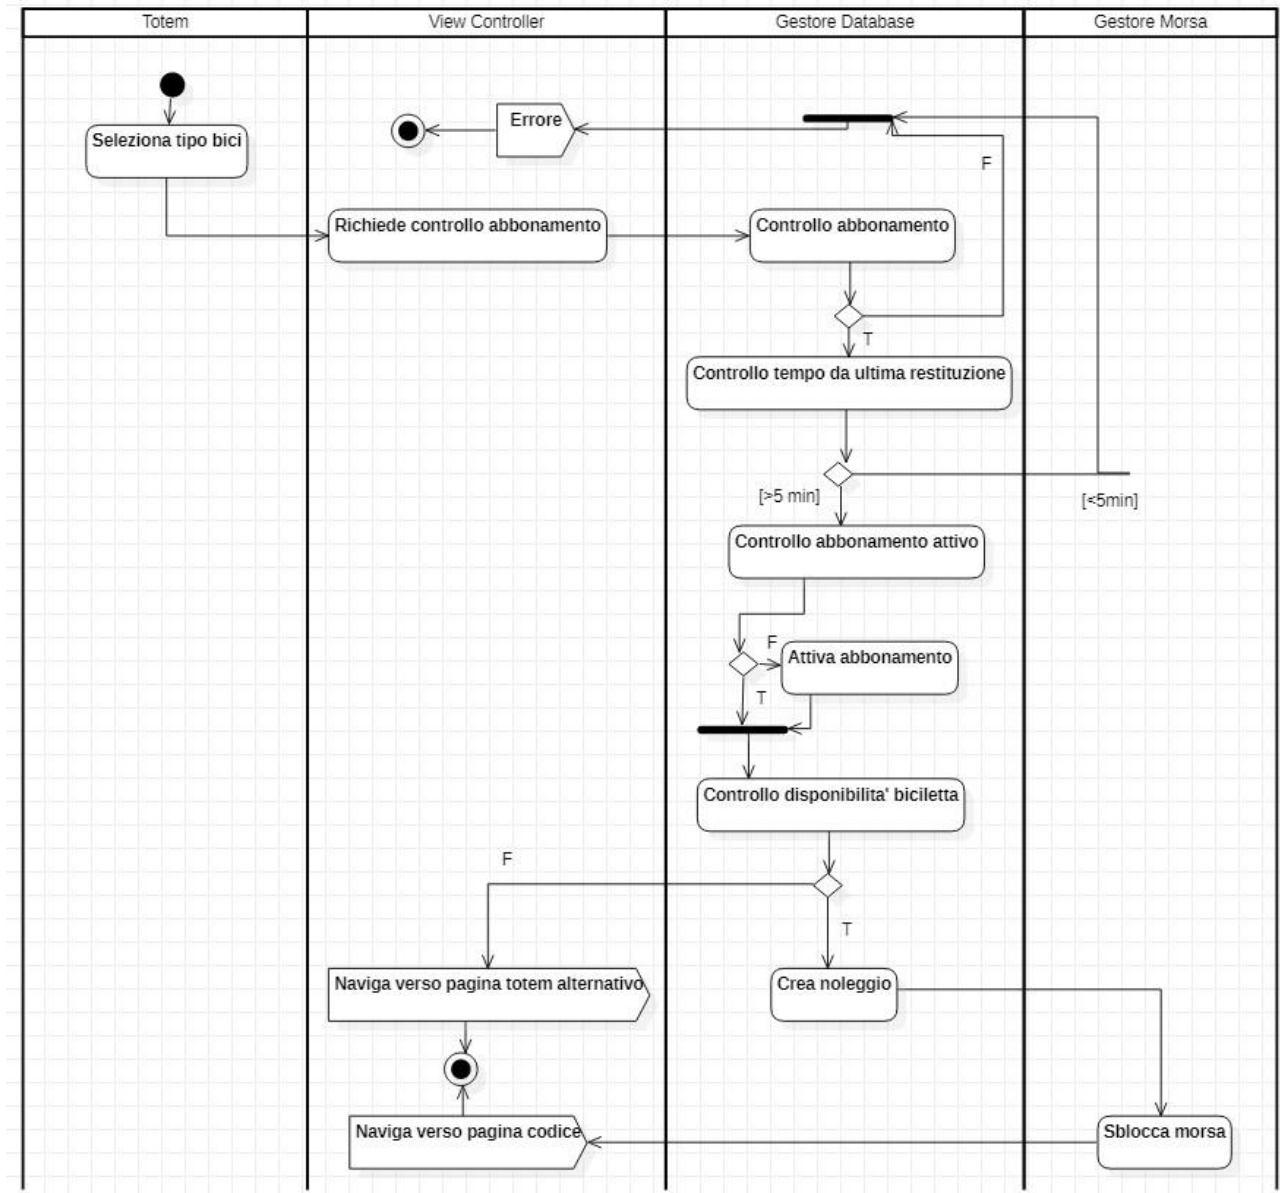 Totem
View Controller
Gestore Database
Gestore Morsa
Errore
Seleziona tipo bici
F
Richiede controllo abbonamento
Controllo abbonamento
T
Controllo tempo da ultima restituzione
[>5 min]
[<5min]
Controllo abbonamento attivo
F
Attiva abbonamento
T
Controllo disponibilita' biciletta
F
T
Naviga verso pagina totem alternativo
Crea noleggio
Naviga verso pagina codice
Sblocca morsa